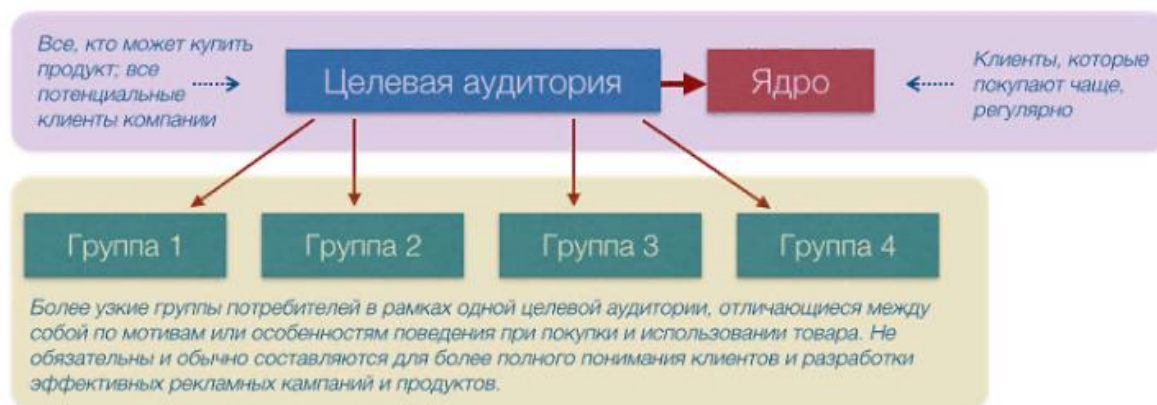 Все, кто может купить
продукт; все
потенциальные
клиенты компании
Целевая аудитория
Ядро
Клиенты, которые
покупают чаще,
регулярно
Группа 1
Группа 2
Группа 3
Группа 4
Более узкие группы потребителей в рамках одной целевой аудитории, отличающиеся между
собой по мотивам или особенностям поведения при покупки и использовании товара. Не
обязательны и обычно составляются для более полного понимания клиентов и разработки
эффективных рекламных кампаний и продуктов.